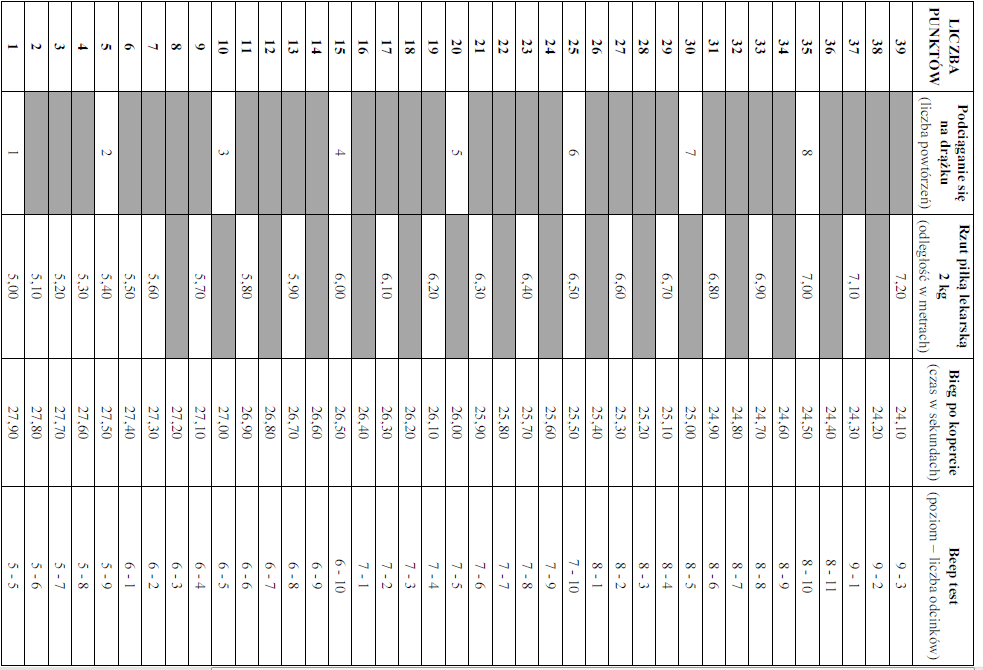 LICZBA
PUNKTÓW
Podciąganie się
na drążku
(liczba powtórzeń)
Rzut piłką lekarską
2 kg
(odległość w metrach)
Bieg po kopercie
(czas w sekundach)
Beep test
(poziom – liczba odcinków)
39 7,20 24,10 9 - 3
38 24,20 9 - 2
37 7,10 24,30 9 - 1
36 24,40 8 - 11
35 8 7,00 24,50 8 - 10
34 24,60 8 - 9
33 6,90 24,70 8 - 8
32 24,80 8 - 7
31 6,80 24,90 8 - 6
30 7 25,00 8 - 5
29 6,70 25,10 8 - 4
28 25,20 8 - 3
27 6,60 25,30 8 - 2
26 25,40 8 - 1
25 6 6,50 25,50 7 - 10
24 25,60 7 - 9
23 6,40 25,70 7 - 8
22 25,80 7 - 7
21 6,30 25,90 7 - 6
20 5 26,00 7 - 5
19 6,20 26,10 7 - 4
18 26,20 7 - 3
17 6,10 26,30 7 - 2
16 26,40 7 - 1
15 4 6,00 26,50 6 - 10
14 26,60 6 - 9
13 5,90 26,70 6 - 8
12 26,80 6 - 7
11 5,80 26,90 6 - 6
10 3 27,00 6 - 5
9 5,70 27,10 6 - 4
8 27,20 6 - 3
7 5,60 27,30 6 - 2
6 5,50 27,40 6 - 1
5 2 5,40 27,50 5 - 9
4 5,30 27,60 5 - 8
3 5,20 27,70 5 - 7
2 5,10 27,80 5 - 6
1 1 5,00 27,90 5 - 5